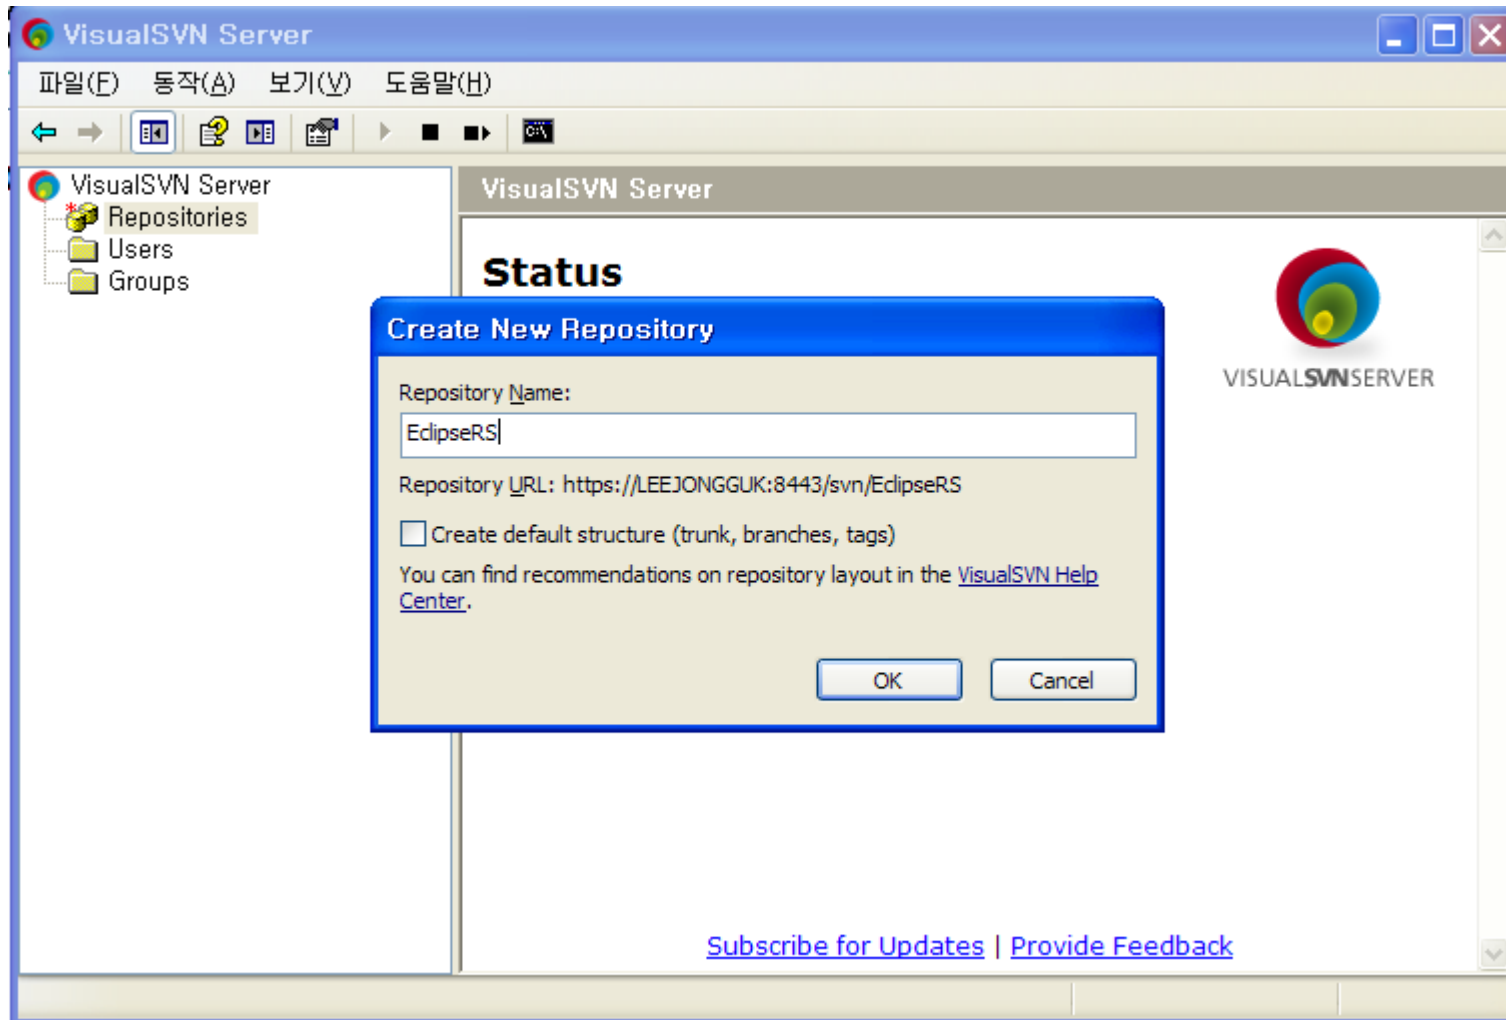 VisualSVN Server
파일(F) 동작(A) 보기(V) 도움말(H)
C:\
VisualSVN Server
Repositories
Users
Groups
VisualSVN Server
Status
VISUALSVNSERVER
Create New Repository
Repository Name:
EclipseRS
Repository URL: https://LEEJONGGUK:8443/svn/EclipseRS
Create default structure (trunk, branches, tags)
You can find recommendations on repository layout in the VisualSVN Help
Center.
OK Cancel
Subscribe for Updates | Provide Feedback